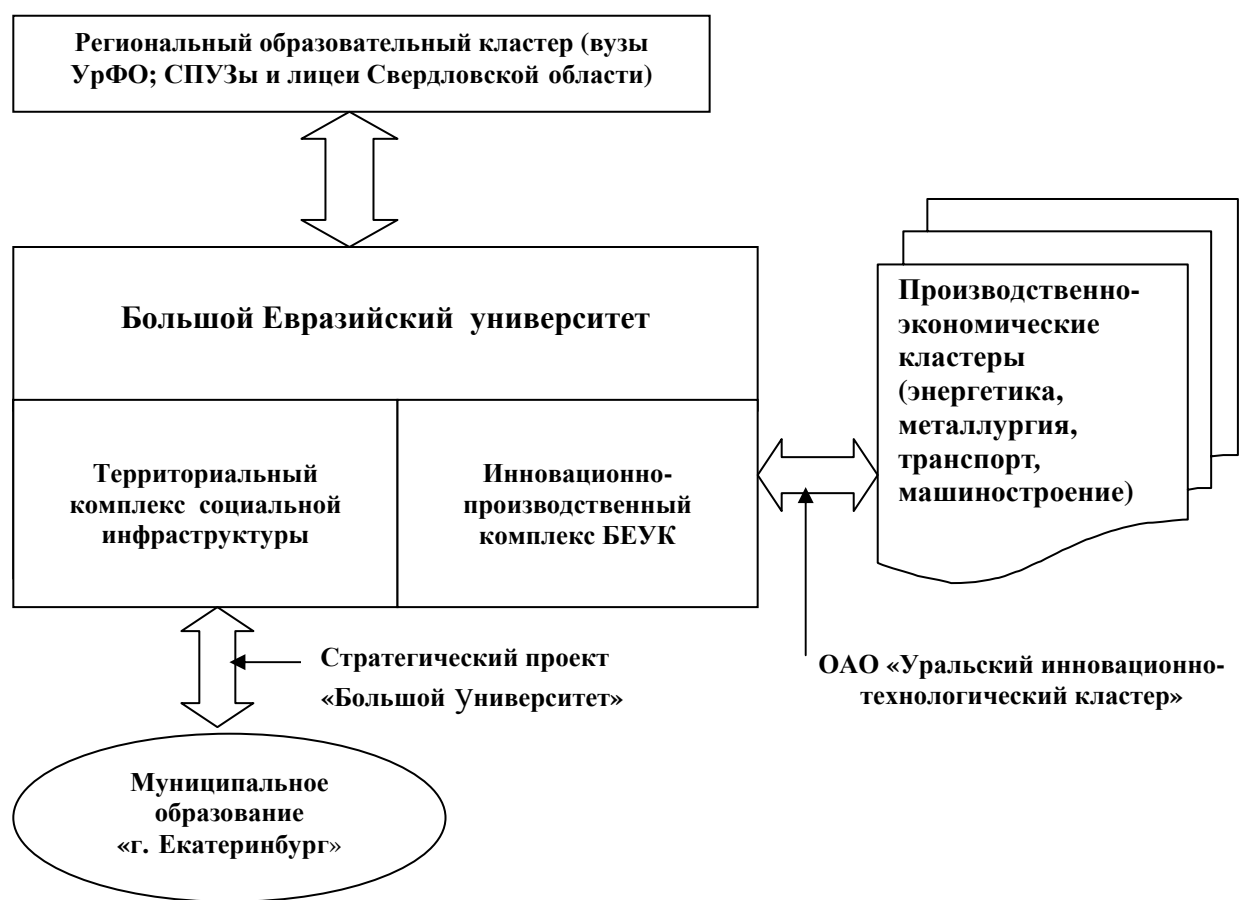 Региональный образовательный кластер (вузы
УрФО; СПУЗы и лицеи Свердловской области)
Большой Евразийский университет
Территориальный
комплекс социальной
инфраструктуры
Инновационно-
производственный
комплекс БЕУК
Производственно-
экономические
кластеры
(энергетика,
металлургия,
транспорт,
машиностроение)
Стратегический проект
«Большой Университет»
ОАО «Уральский инновационно-
технологический кластер»
Муниципальное
образование
«г. Екатеринбург»